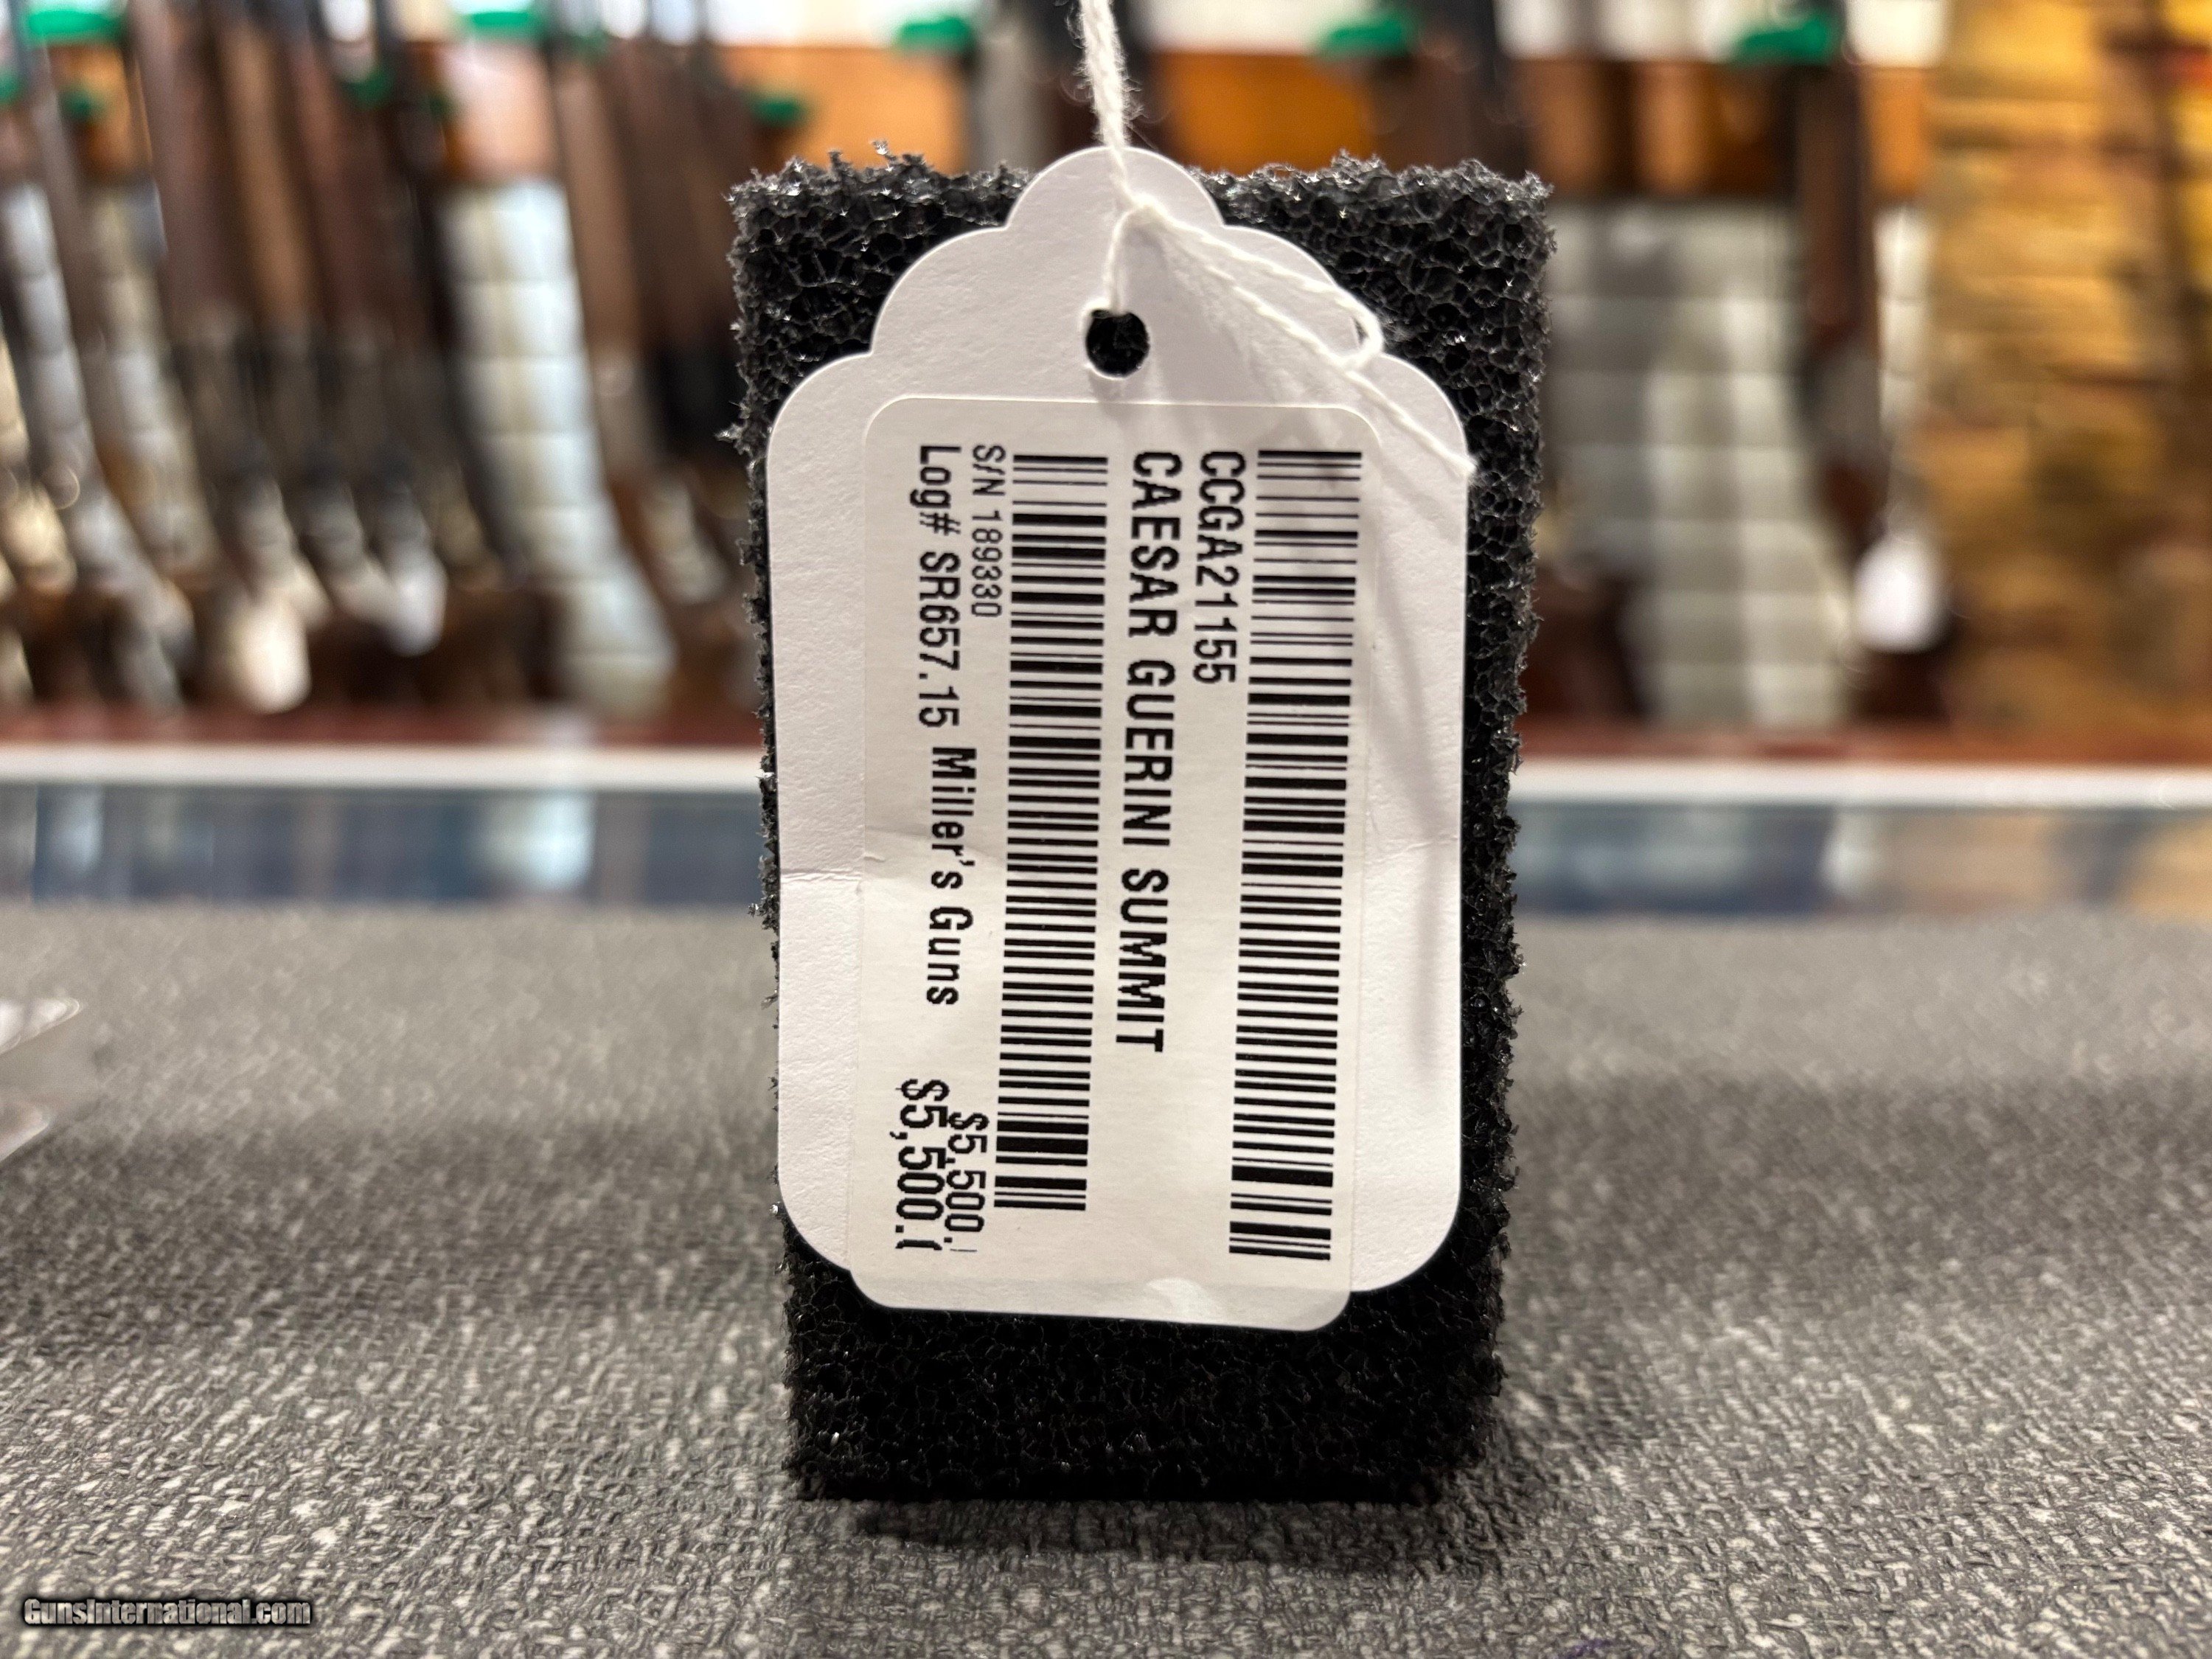 CCGA21155
CAESAR GUERINI SUMMIT
S/N 189330
$5,500.
Log# SR657.15 Miller's Guns
$5,500.(
GunsInternational.com